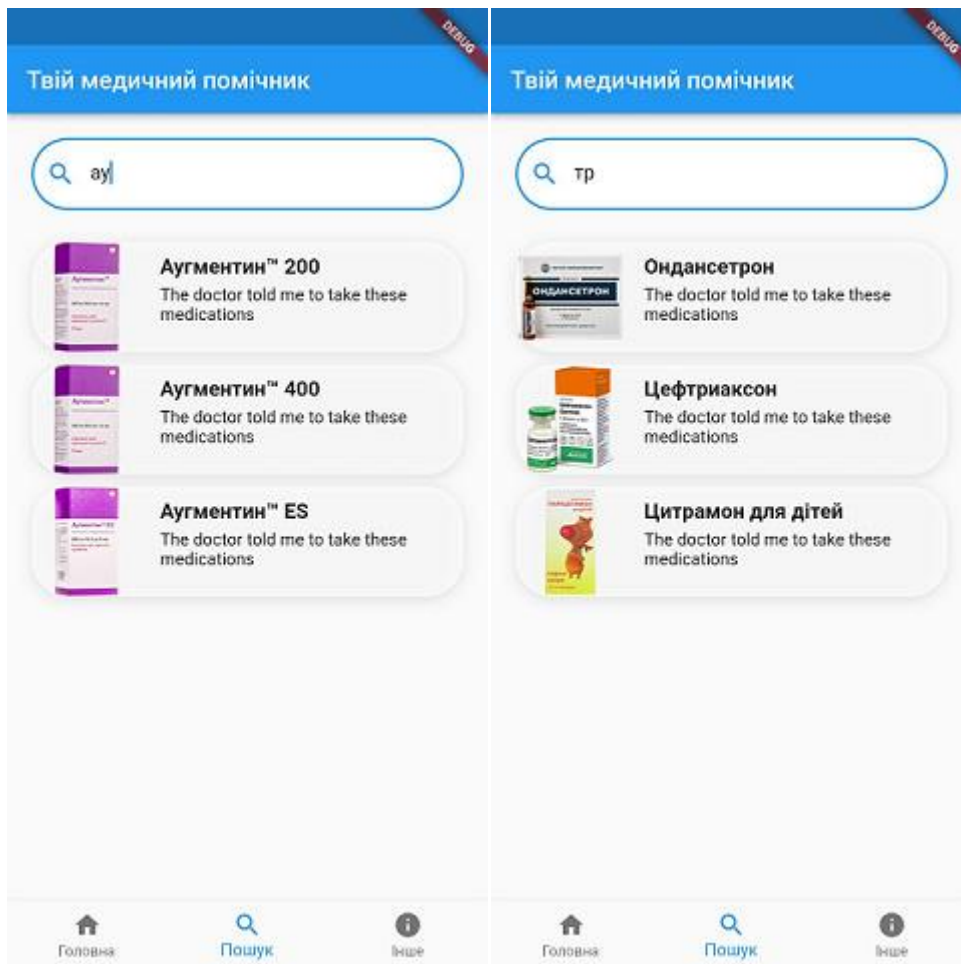 DEBUG
Твій медичний помічник
ау
Аугментин™ 200
The doctor told me to take these
medications
Аугментин™ 400
The doctor told me to take these
medications
Аугментин™ ES
The doctor told me to take these
medications
Головна
Пошук
Інше
DEBUG
Твій медичний помічник
тр
ОНДАНСЕТРОН
Ондансетрон
The doctor told me to take these
medications
Цефтриаксон
The doctor told me to take these
medications
Цитрамон для дітей
The doctor told me to take these
medications
Головна
Пошук
Інше